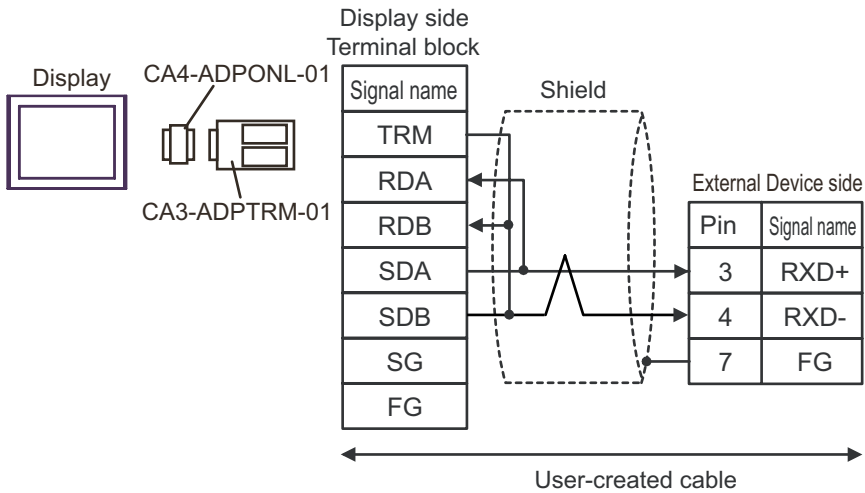 Display side
Terminal block
Display
CA4-ADPONL-01
CA3-ADPTRM-01
Signal name
TRM
RDA
RDB
SDA
SDB
SG
FG
Shield
External Device side
Pin Signal name
3 RXD+
4 RXD-
7 FG
User-created cable